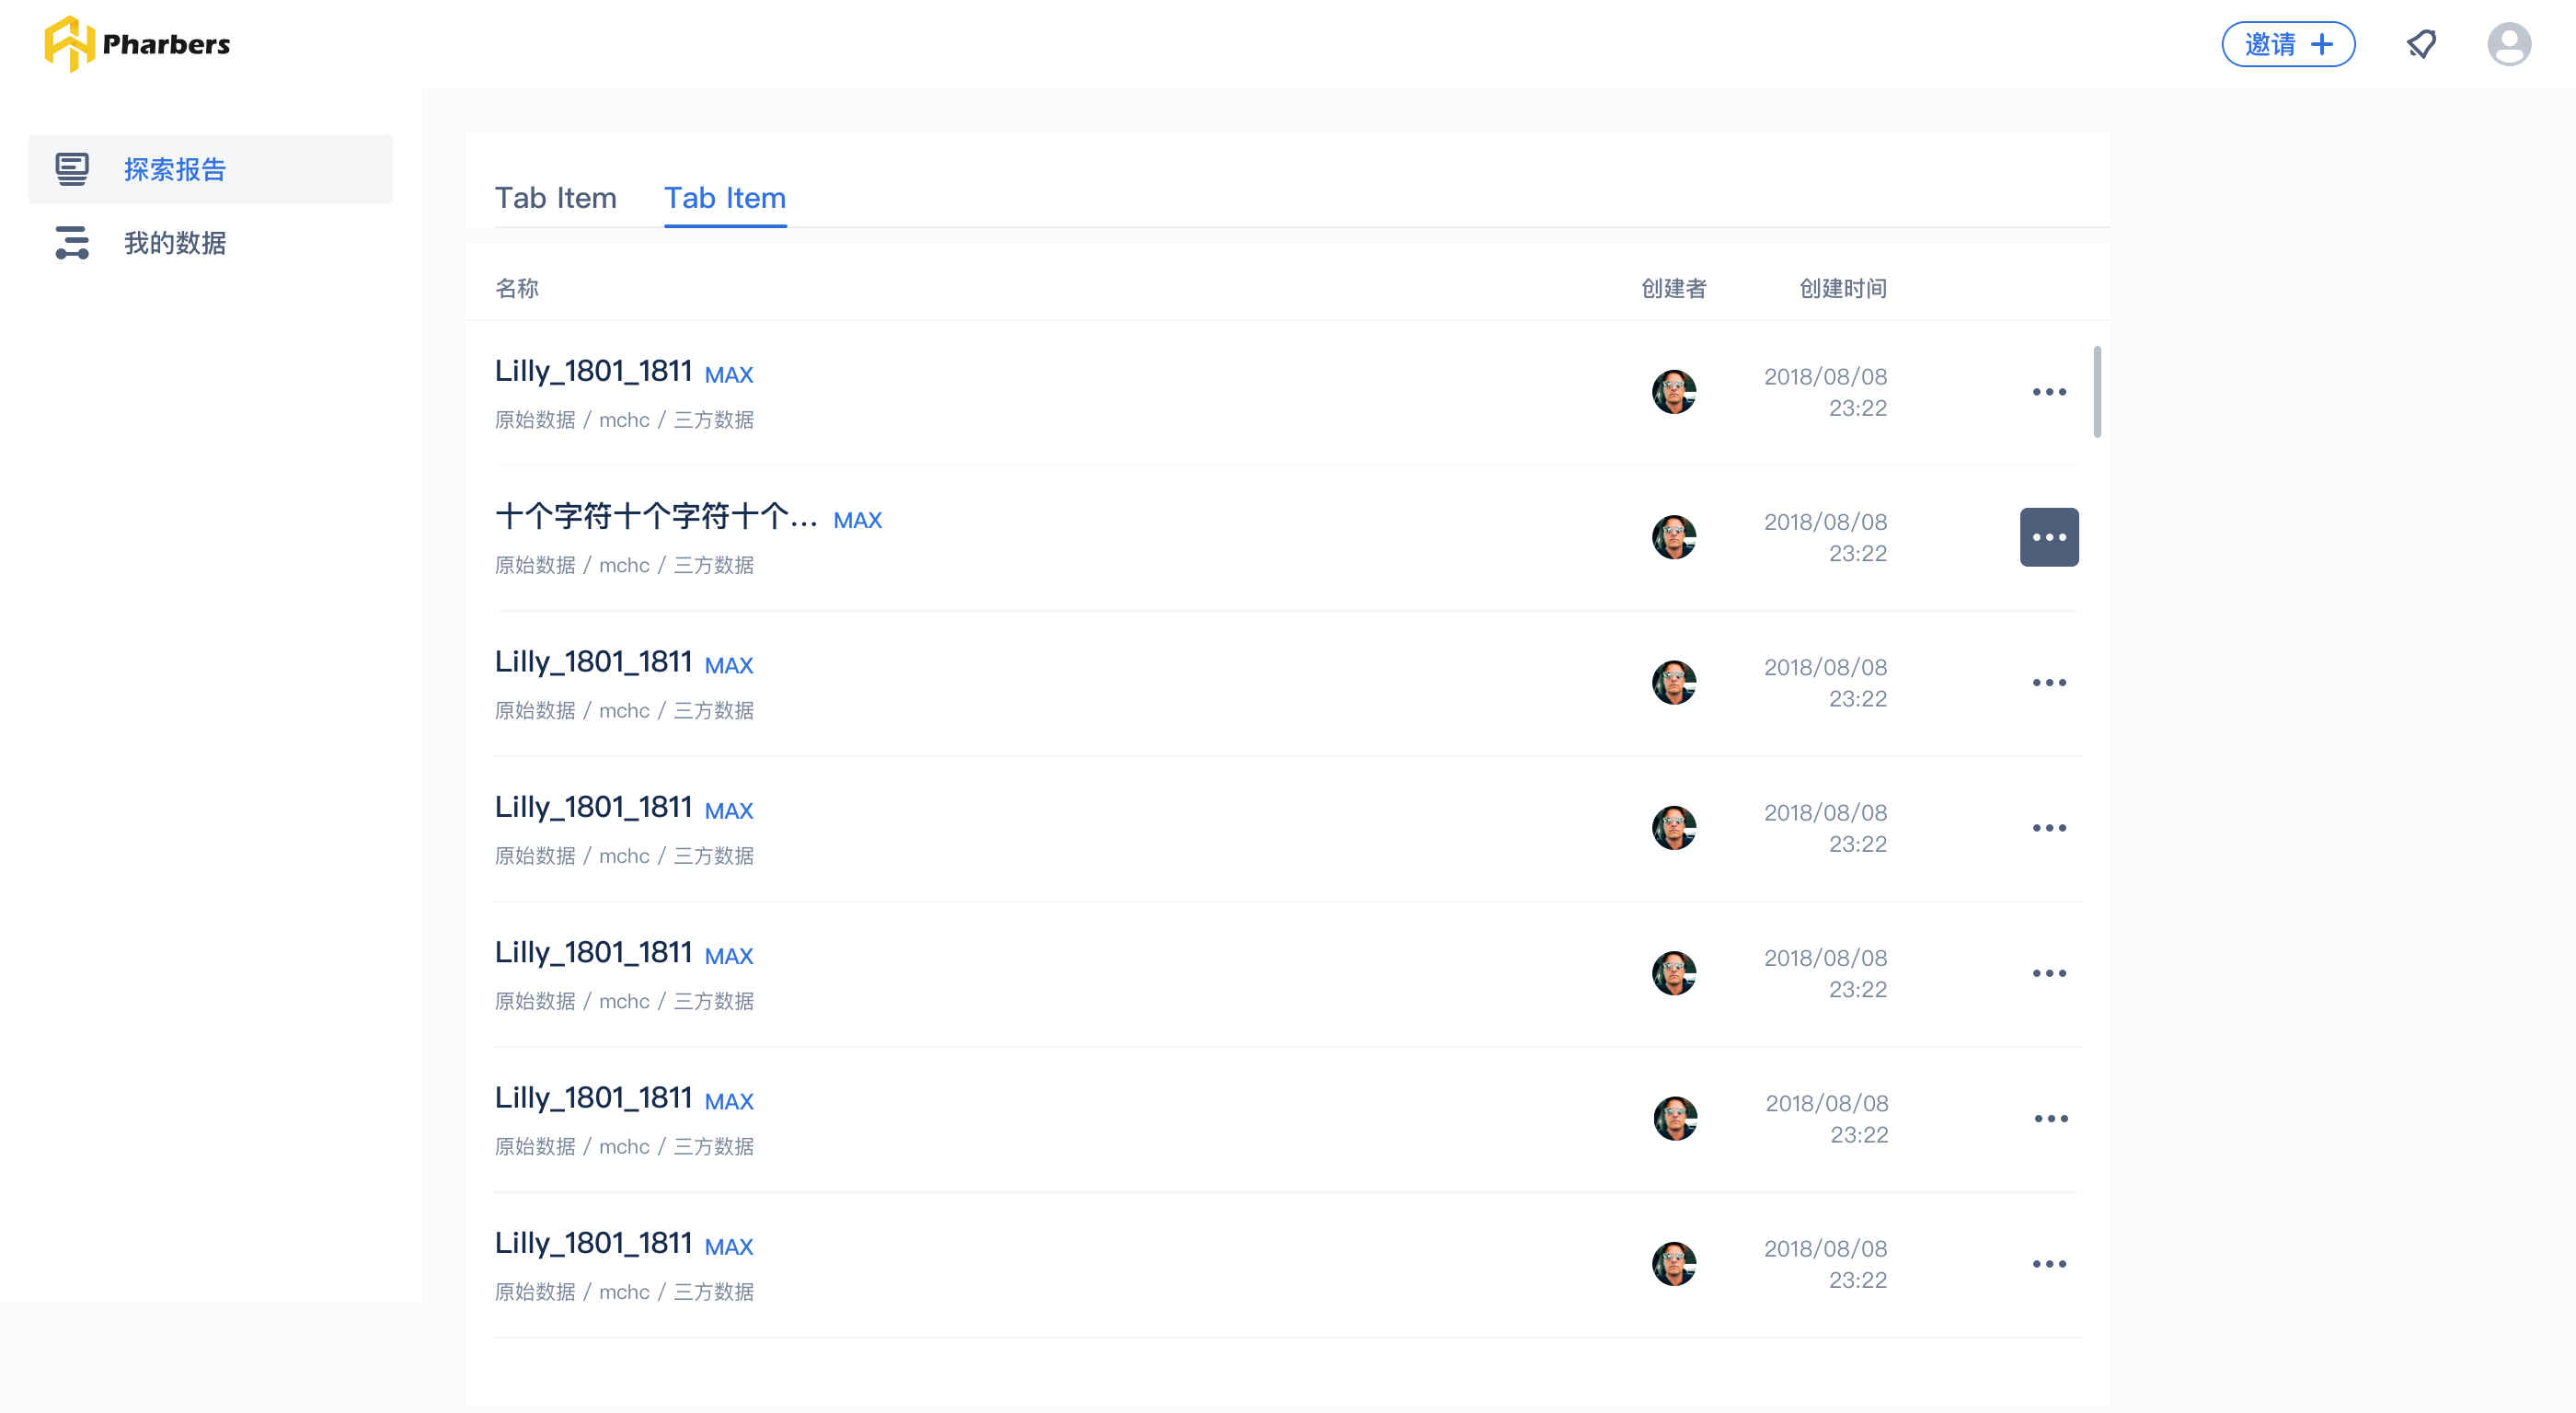 Pharbers
邀请
探索报告
我的数据
Tab Item Tab Item
名称 创建者 创建时间
Lilly_1801_1811 MAX
原始数据 / mchc / 三方数据
2018/08/08
23:22
十个字符十个字符十个... MAX
原始数据 / mchc / 三方数据
2018/08/08
23:22
Lilly_1801_1811 MAX
原始数据 / mchc / 三方数据
2018/08/08
23:22
Lilly_1801_1811 MAX
原始数据 / mchc / 三方数据
2018/08/08
23:22
Lilly_1801_1811 MAX
原始数据 / mchc / 三方数据
2018/08/08
23:22
Lilly_1801_1811 MAX
原始数据 / mchc / 三方数据
2018/08/08
23:22
Lilly_1801_1811 MAX
原始数据 / mchc / 三方数据
2018/08/08
23:22